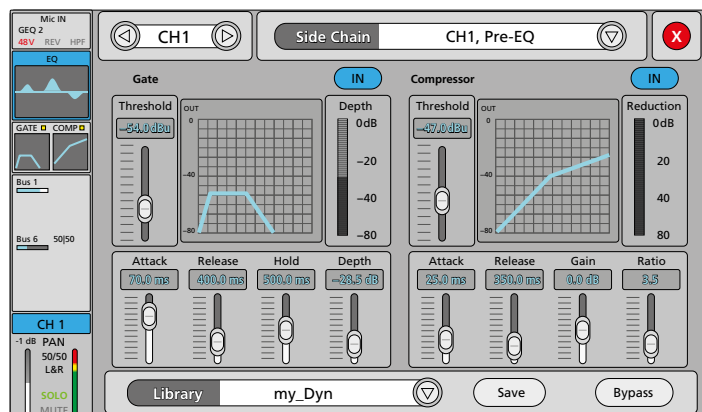 Mic IN
GEQ 2
48V REV HPF
EQ
GATE COMP
Bus 1
Bus 6 50|50
CH 1
-1 dB PAN
50/50
L&R
SOLO
MUTE
CH1
Side Chain CH1, Pre-EQ
X
Gate IN
Threshold
–54.0 dBu
OUT
0
–40
–80
Depth
0dB
–20
–40
–80
Attack Release Hold Depth
70.0 ms 400.0 ms 500.0 ms –28.5 dB
Compressor IN
Threshold
–47.0 dBu
OUT
0
–40
–80
Reduction
0dB
20
40
80
Attack Release Gain Ratio
25.0 ms 350.0 ms 0.0 dB 3.5
Library my_Dyn
Save
Bypass